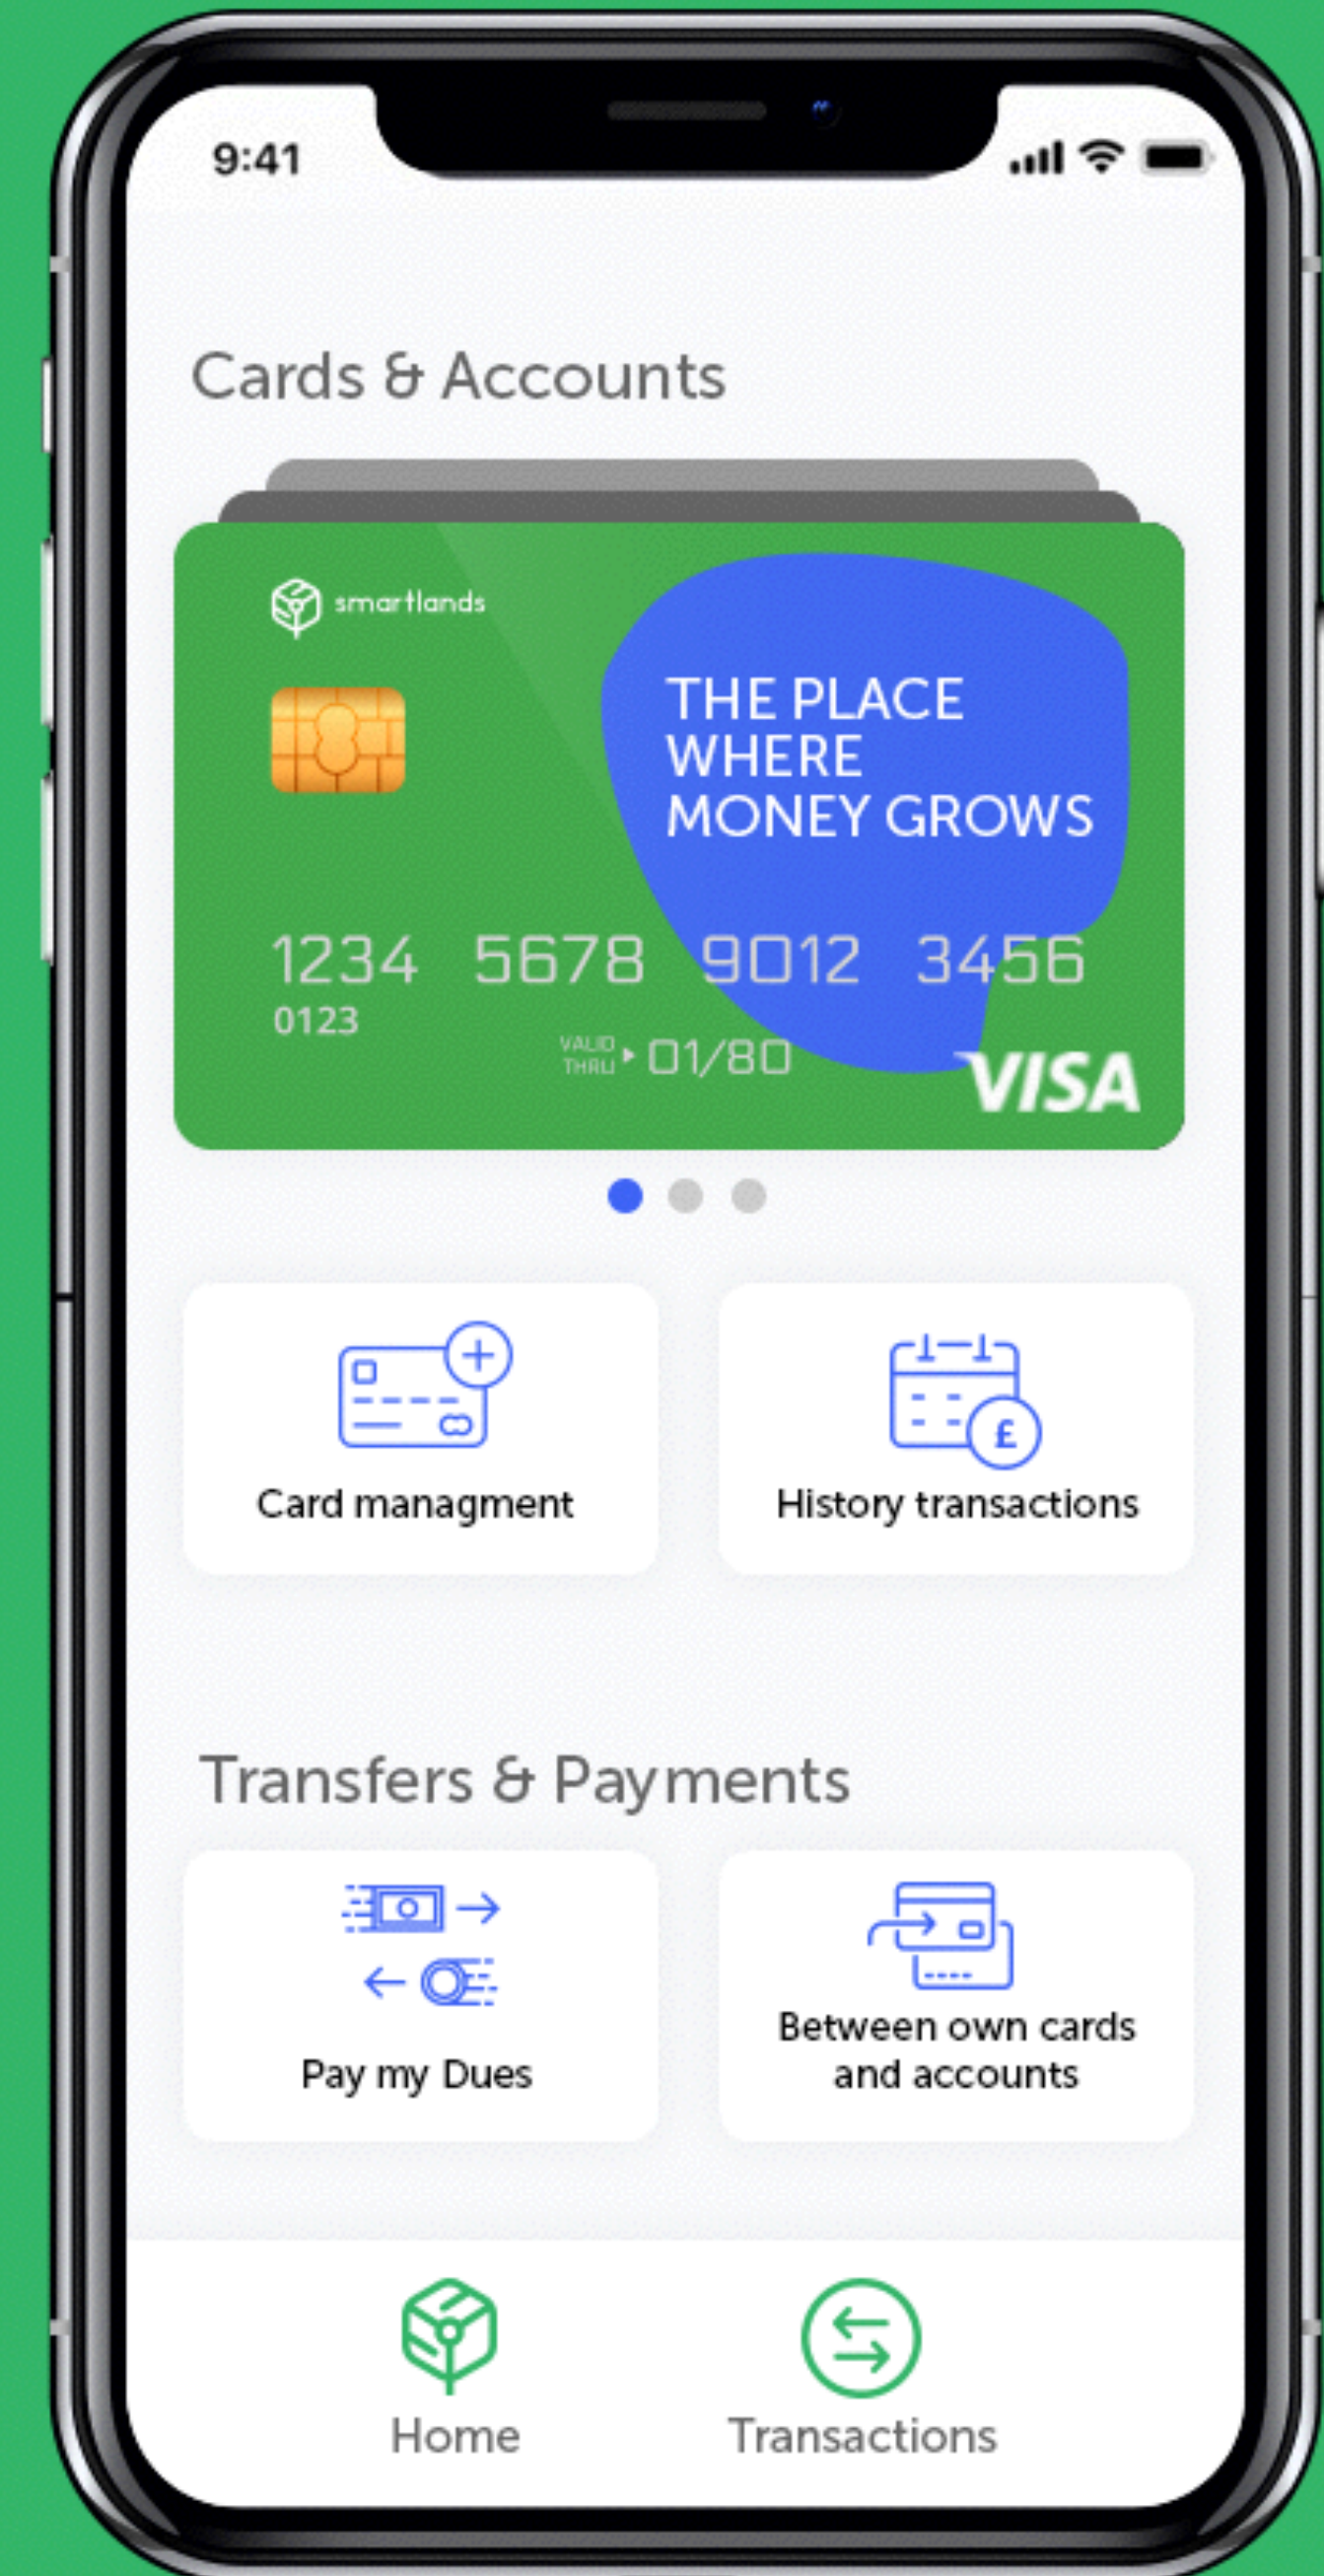 9:41
Cards & Accounts
smartlands
THE PLACE
WHERE
MONEY GROWS
1234 5678 9012 3456
0123
VALID
THRU
01/80
VISA
Card managment
History transactions
£
Transfers & Payments
Pay my Dues
Between own cards
and accounts
Home
Transactions